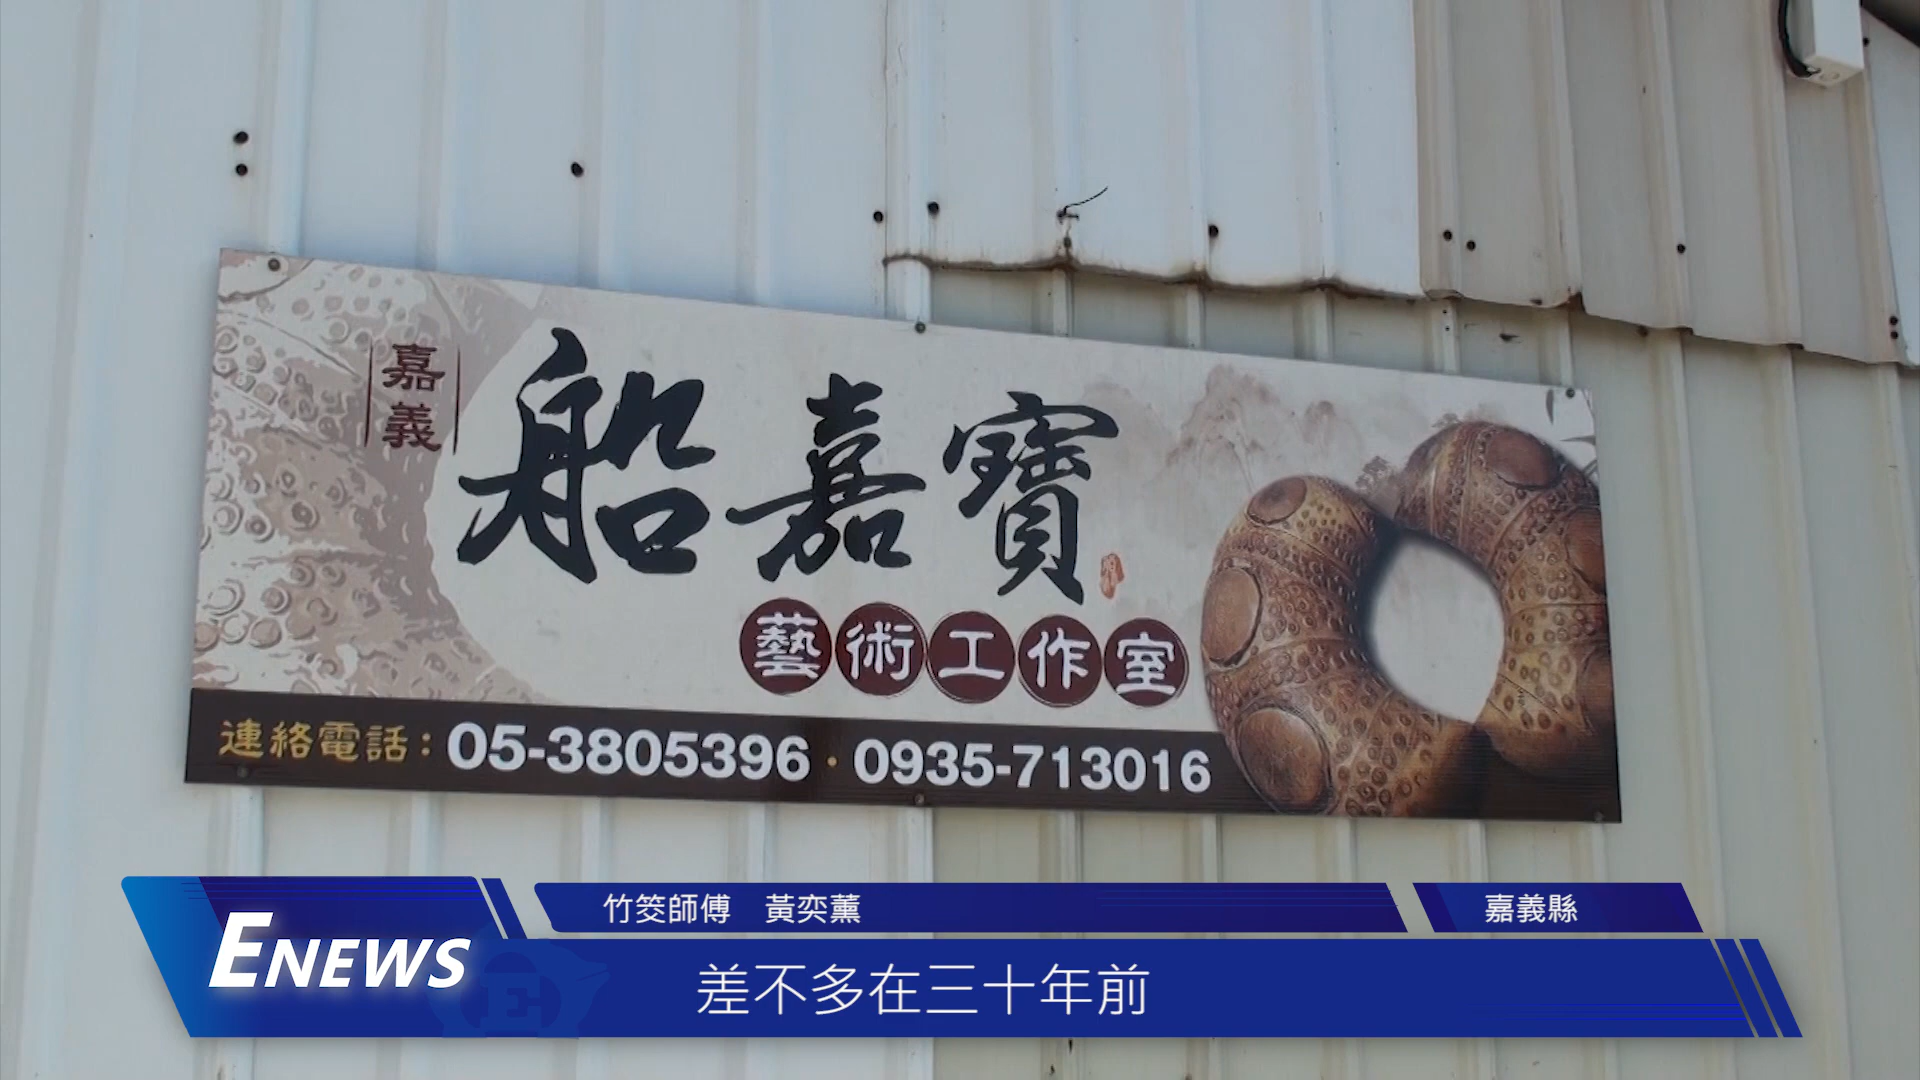 嘉義
船嘉寶
藝術工作室
連絡電話：05-3805396．0935-713016
竹筊師傅 黃奕薰
嘉義縣
ENEWS
差不多在三十年前